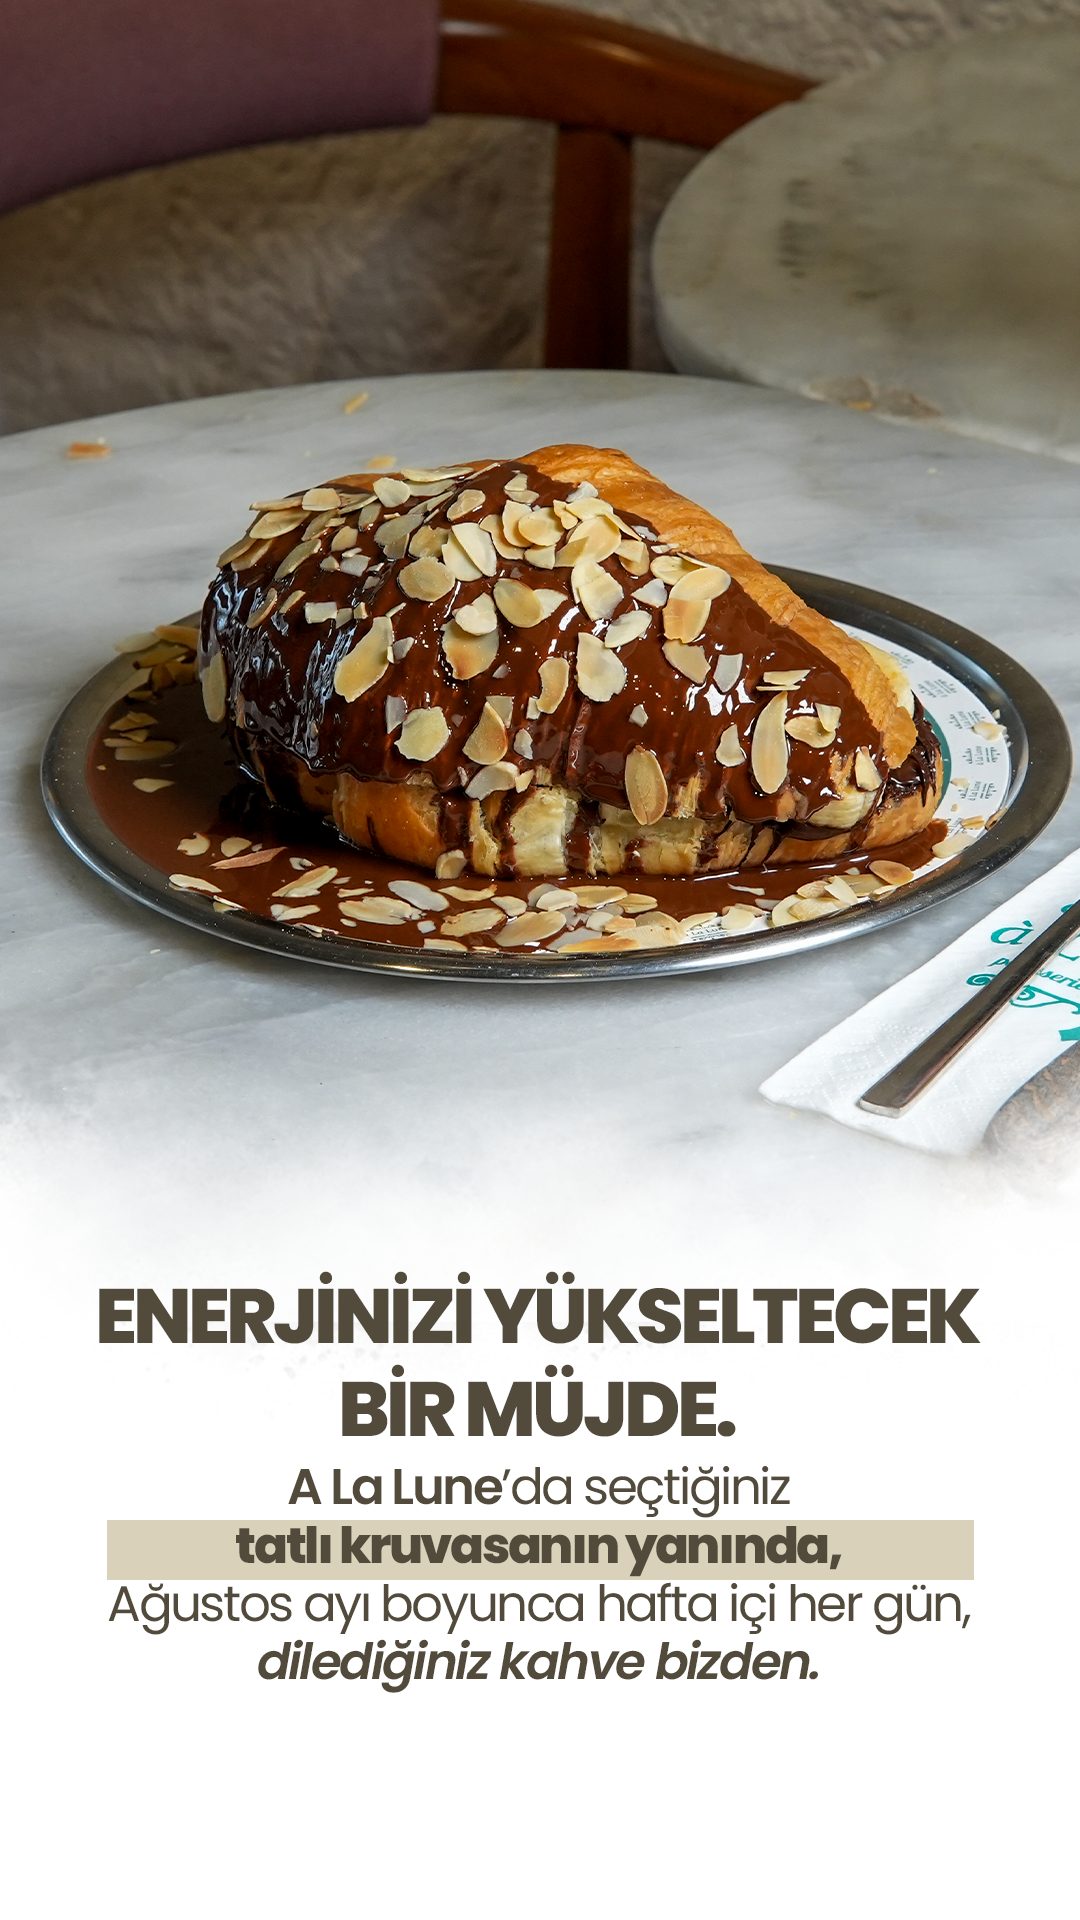 ENERJİNİZİ YÜKSELTECEK
BİR MÜJDE.
A La Lune’da seçtiğiniz
tatlı kruvasanın yanında,
Ağustos ayı boyunca hafta içi her gün,
dilediğiniz kahve bizden.